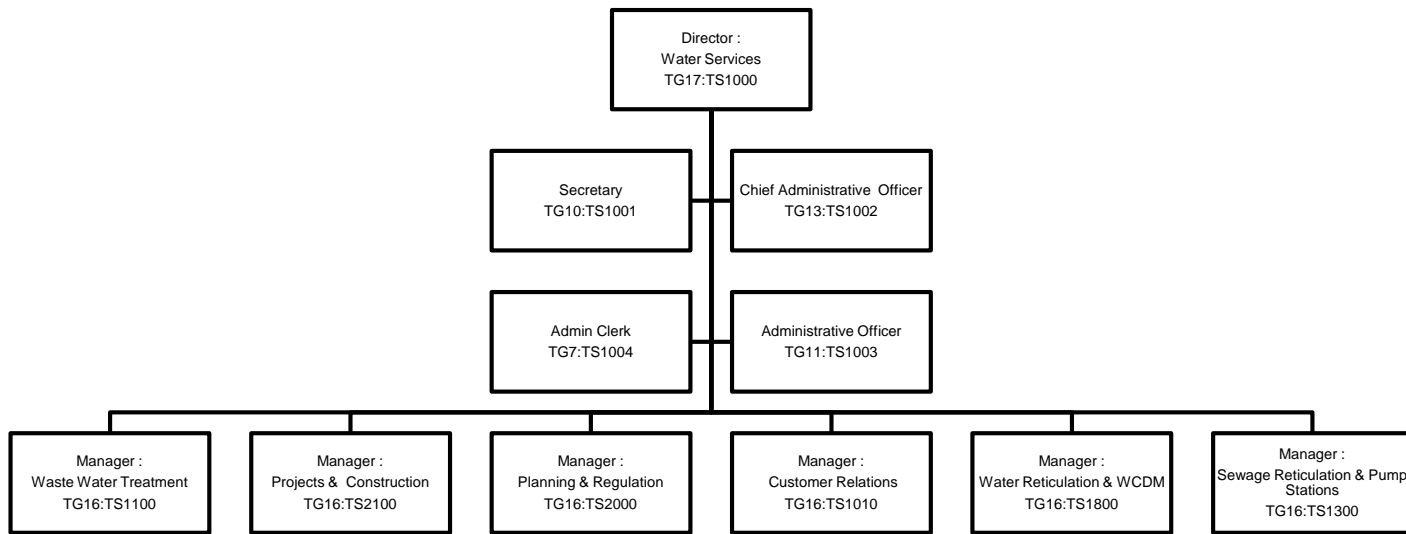 Director :
Water Services
TG17:TS1000
Secretary
TG10:TS1001
Chief Administrative Officer
TG13:TS1002
Admin Clerk
TG7:TS1004
Administrative Officer
TG11:TS1003
Manager :
Waste Water Treatment
TG16:TS1100
Manager :
Projects & Construction
TG16:TS2100
Manager :
Planning & Regulation
TG16:TS2000
Manager :
Customer Relations
TG16:TS1010
Manager :
Water Reticulation & WCDM
TG16:TS1800
Manager :
Sewage Reticulation & Pump
Stations
TG16:TS1300